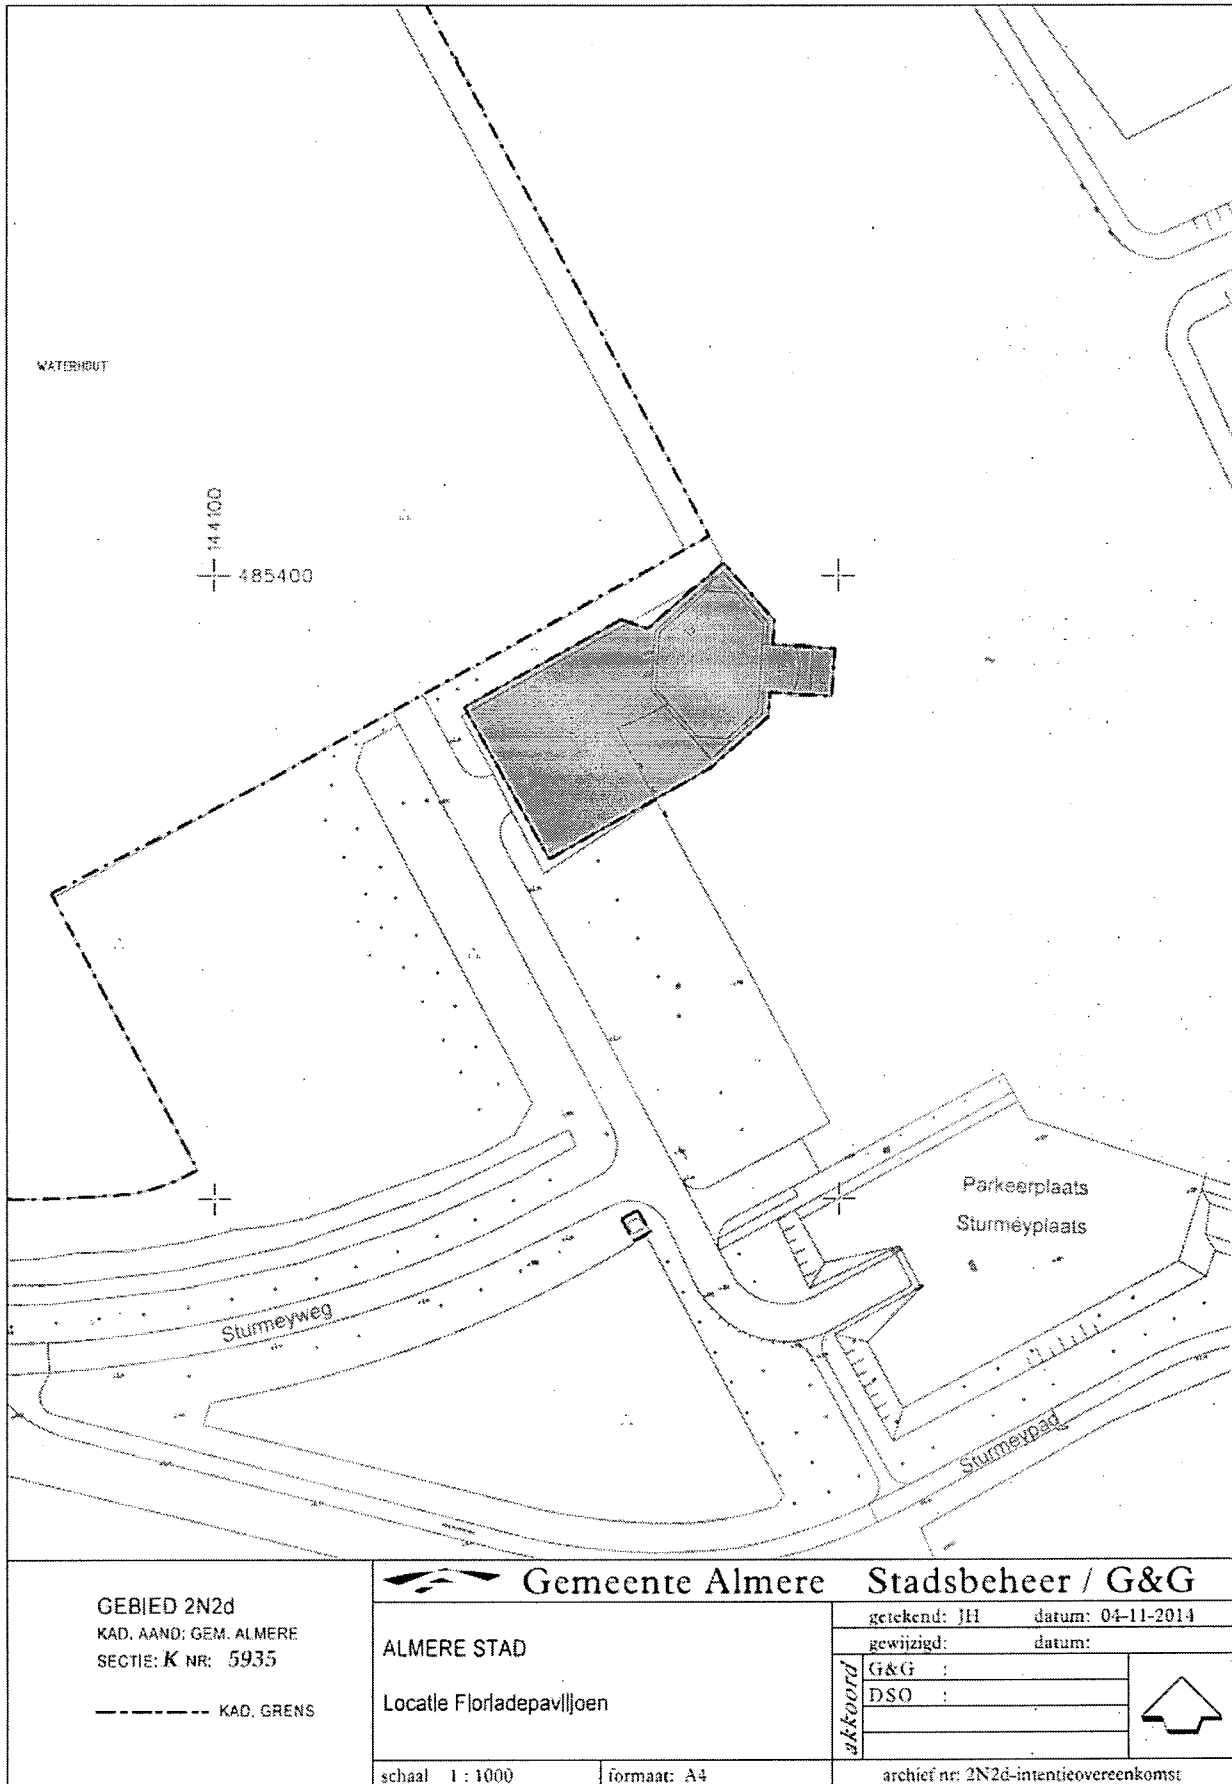 WATERHOUT
144100
485400
Parkeerplaats
Sturmeyplaats
Sturmeyweg
Sturmeypad
GEBIED 2N2d
KAD. AAND: GEM. ALMERE
SECTIE: K NR: 5935
KAD. GRENS
Gemeente Almere
Stadsbeheer / G&G
ALMERE STAD
Locatie Floriadepaviljoen
getekend: JH datum: 04-11-2014
gewijzigd: datum:
akkoord
G&G :
DSO :
schaal 1 : 1000
formaat: A4
archief nr: 2N2d-intentieovereenkomst